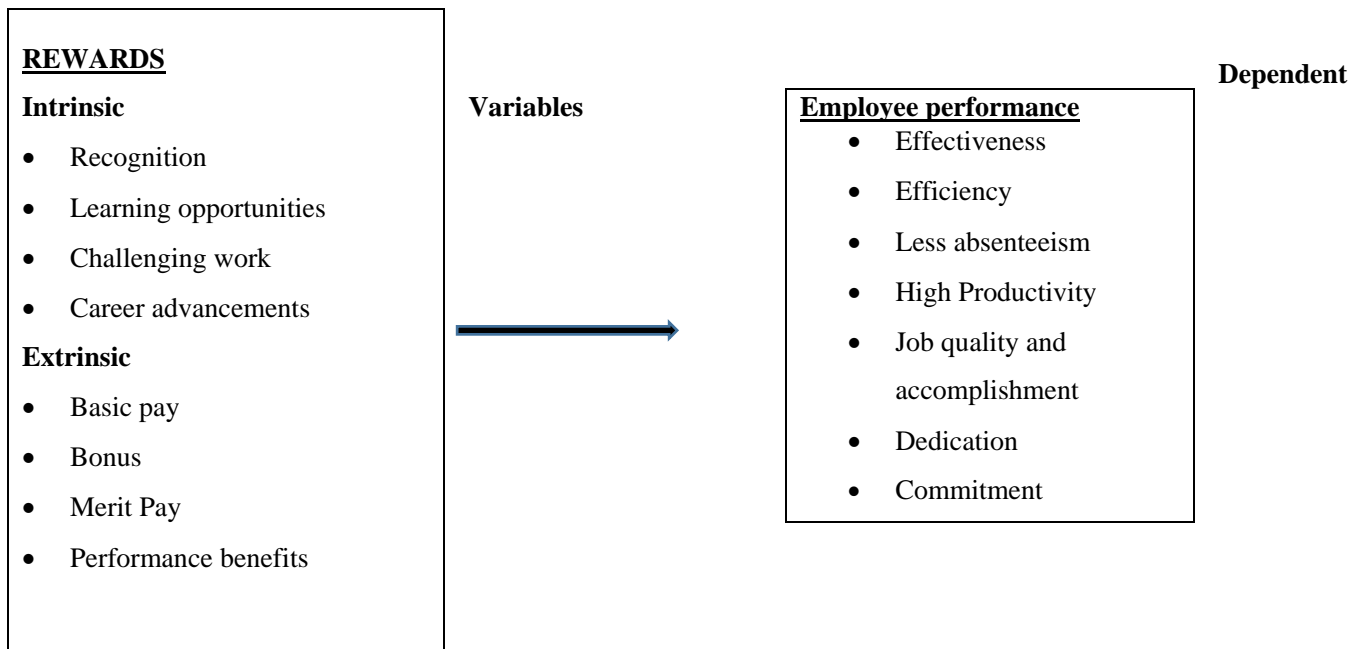 REWARDS
Intrinsic
• Recognition
• Learning opportunities
• Challenging work
• Career advancements
Extrinsic
• Basic pay
• Bonus
• Merit Pay
• Performance benefits
Variables
Employee performance
• Effectiveness
• Efficiency
• Less absenteeism
• High Productivity
• Job quality and
accomplishment
• Dedication
• Commitment
Dependent